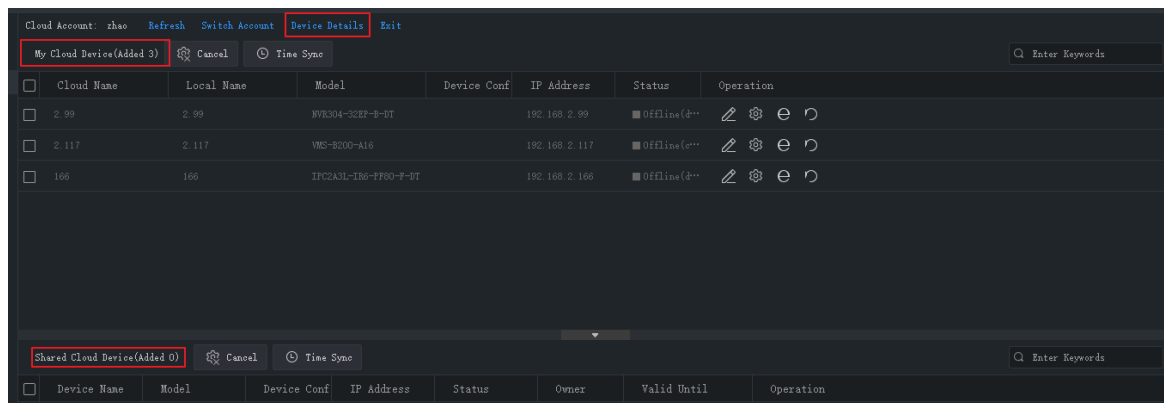 Cloud Account: zhao Refresh Switch Account Device Details Exit
My Cloud Device(Added 3) Cancel Time Sync Enter Keywords
Cloud Name Local Name Model Device Conf IP Address Status Operation
2.99 2.99 NVR304-32EP-B-DT 192.168.2.99 Offline(d…
2.117 2.117 VMS-B200-A16 192.168.2.117 Offline(c…
166 166 IPC2A3L-IR6-PF80-F-DT 192.168.2.166 Offline(d…
Shared Cloud Device(Added 0) Cancel Time Sync Enter Keywords
Device Name Model Device Conf IP Address Status Owner Valid Until Operation